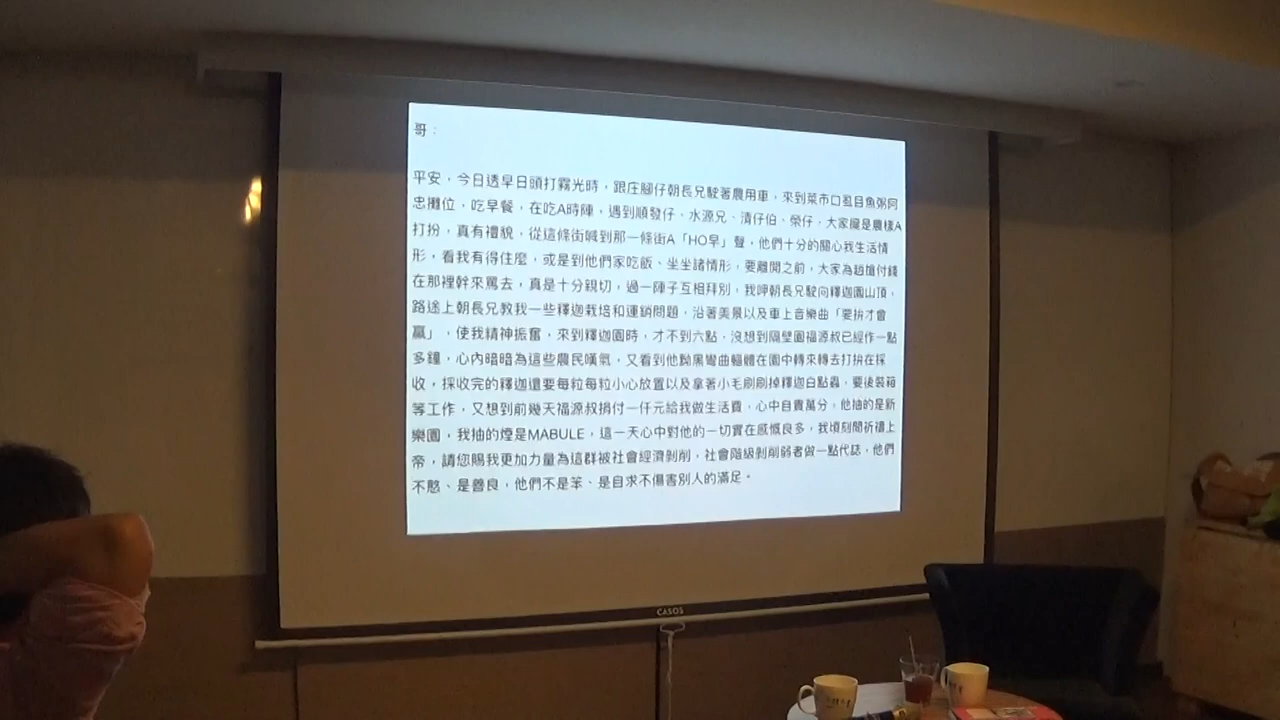 哥：
平安，今日透早日頭打霧光時，跟庄腳仔朝長兄駛著農用車，來到菜市口虱目魚粥阿
忠攤位，吃早餐，在吃A時陣，遇到順發仔、水源兄、清仔伯、榮仔，大家攏是農樣A
打扮，真有禮貌，從這條街喊到那一條街A「HO早」聲，他們十分的關心我生活情
形，看我有得住麼，或是到他們家吃飯、坐坐諸情形，要離開之前，大家為趙搶付錢
在那裡幹來罵去，真是十分親切，過一陣子互相拜別，我呷朝長兄駛向釋迦園山頂，
路途上朝長兄教我一些釋迦栽培和運銷問題，沿著美景以及車上音樂曲「要拚才會
贏」，使我精神振奮，來到釋迦園時，才不到六點，沒想到隔壁園福源叔已經作一點
多鐘，心內暗暗為這些農民嘆氣，又看到他黝黑彎曲軀體在園中轉來轉去打拚在採
收，採收完的釋迦還要每粒每粒小心放置以及拿著小毛刷刷掉釋迦白點蟲，要後裝箱
等工作，又想到前幾天福源叔捐付一仟元給我做生活費，心中自責萬分，他抽的是新
樂園，我抽的煙是MABULE，這一天心中對他的一切實在感慨良多，我頃刻間祈禱上
帝，請您賜我更加力量為這群被社會經濟剝削，社會階級剝削弱者做一點代誌，他們
不憨、是善良，他們不是笨、是自求不傷害別人的滿足。
CASOS